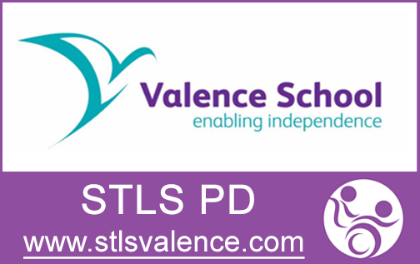 Valence School
enabling independence
STLS PD
www.stlsvalence.com